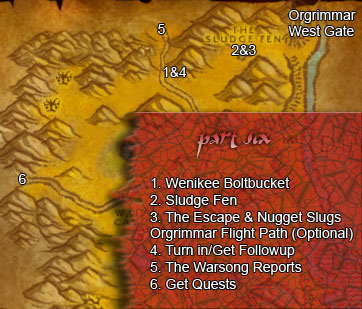 Orgrimmar
West Gate
5
THE
SLUDGE FEN
2&3
1&4
6
part six
1. Wenikee Boltbucket
2. Sludge Fen
3. The Escape & Nugget Slugs
Orgrimmar Flight Path (Optional)
4. Turn in/Get Followup
5. The Warsong Reports
6. Get Quests